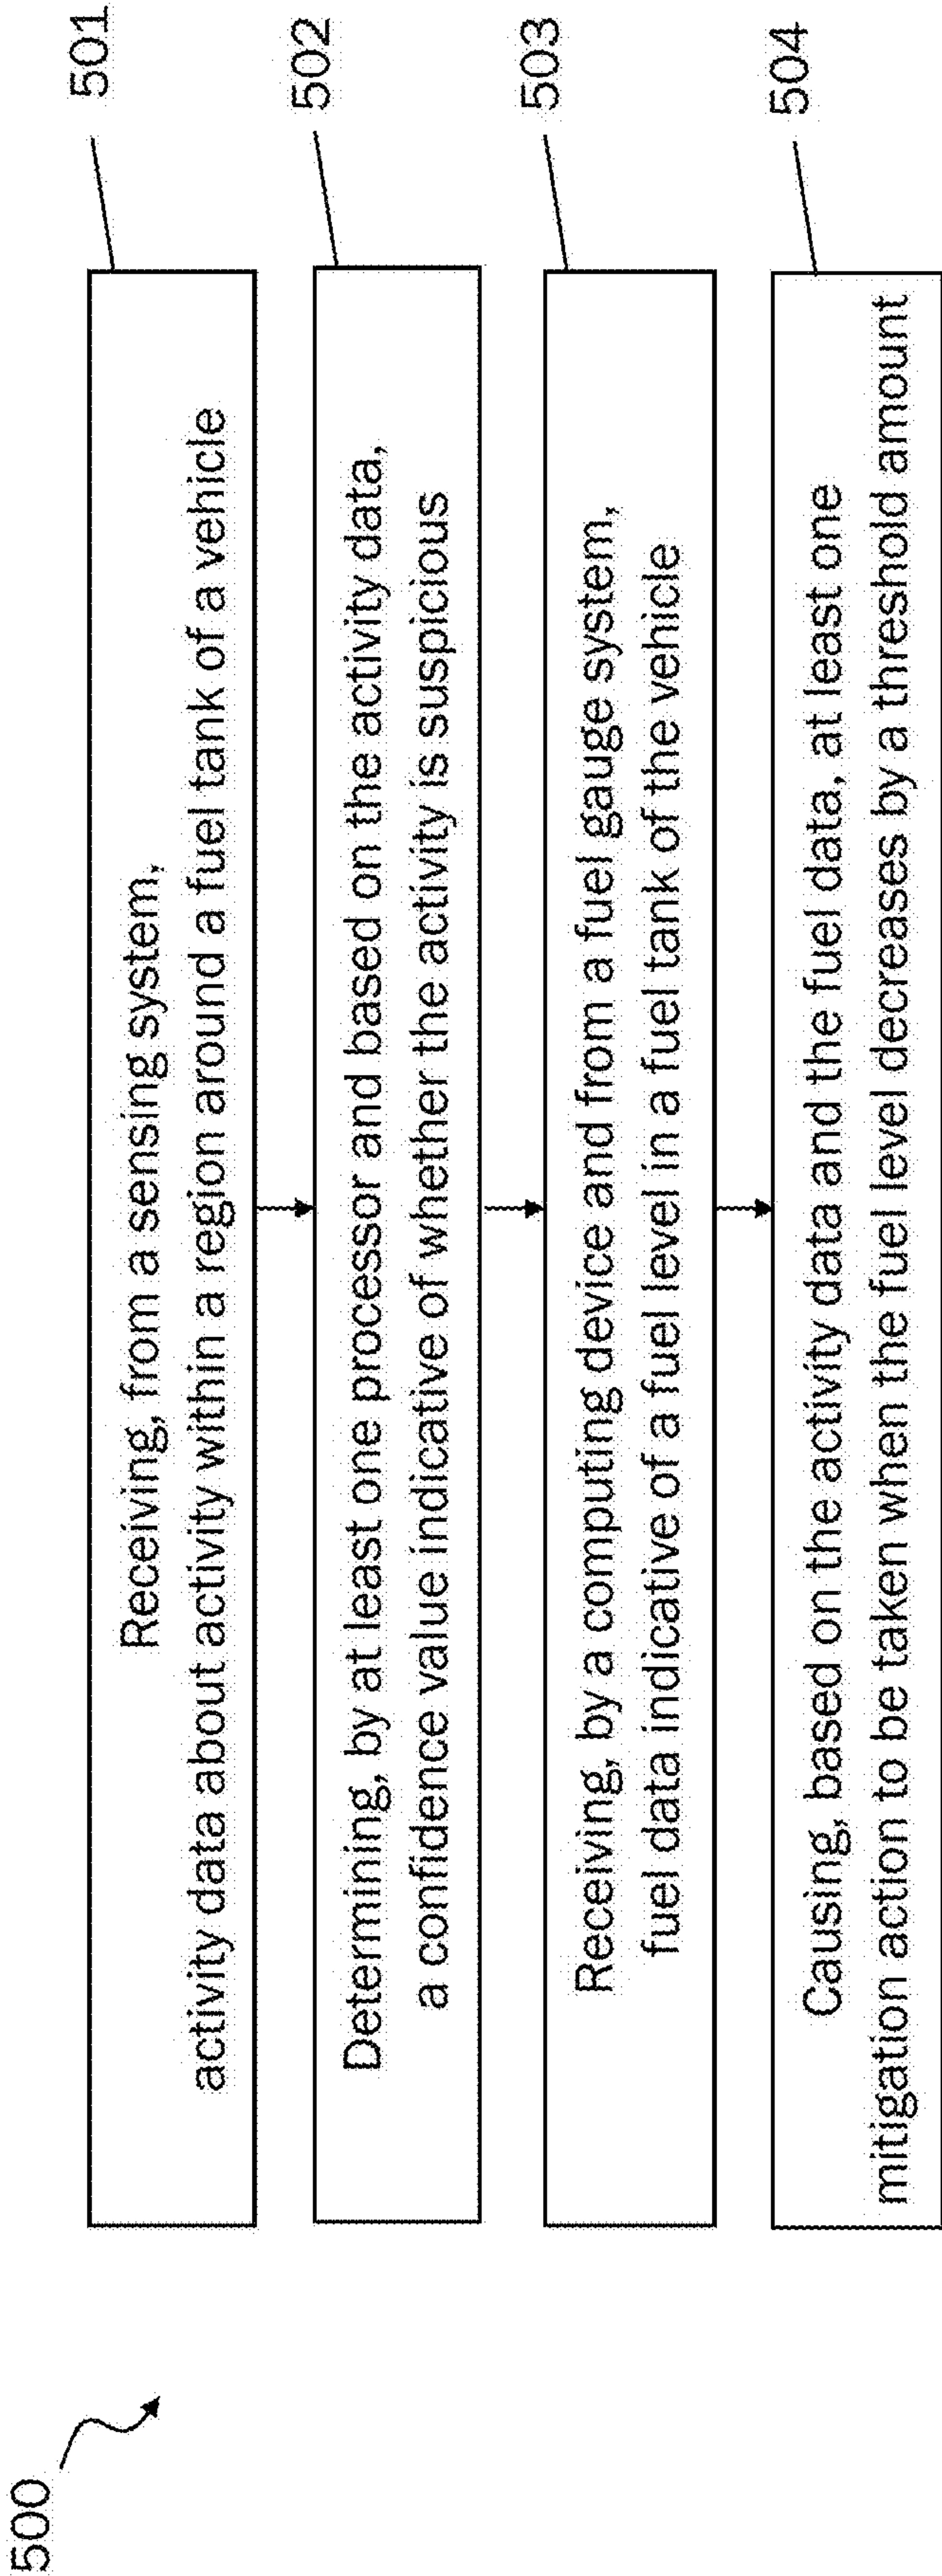 500
501
Receiving, from a sensing system,
activity data about activity within a region around a fuel tank of a vehicle
502
Determining, by at least one processor and based on the activity data,
a confidence value indicative of whether the activity is suspicious
503
Receiving, by a computing device and from a fuel gauge system,
fuel data indicative of a fuel level in a fuel tank of the vehicle
504
Causing, based on the activity data and the fuel data, at least one
mitigation action to be taken when the fuel level decreases by a threshold amount